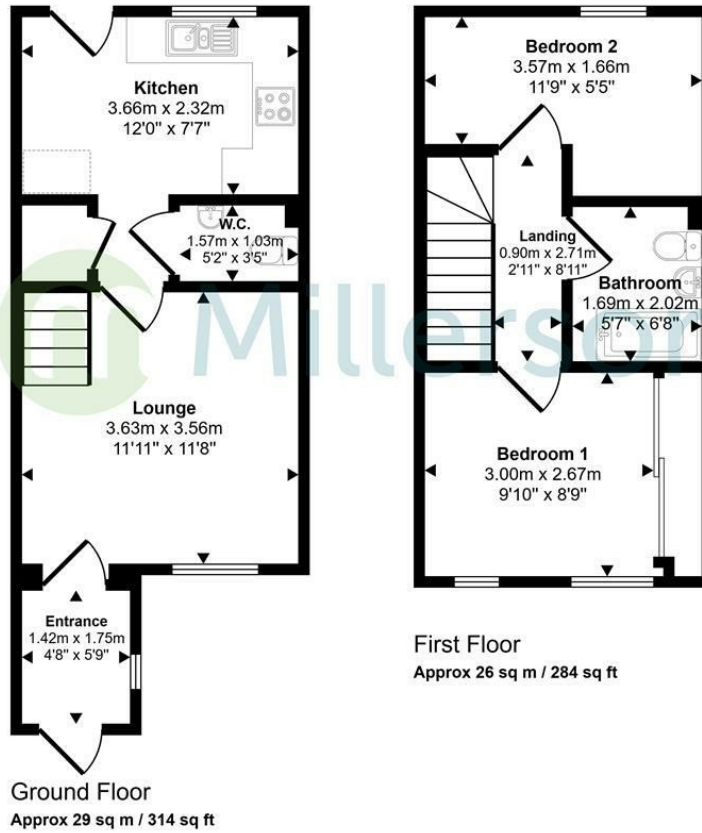 Kitchen
3.66m x 2.32m
12'0" x 7'7"
W.C.
1.57m x 1.03m
5'2" x 3'5"
Lounge
3.63m x 3.56m
11'11" x 11'8"
Entrance
1.42m x 1.75m
4'8" x 5'9"
Ground Floor
Approx 29 sq m / 314 sq ft
Bedroom 2
3.57m x 1.66m
11'9" x 5'5"
Landing
0.90m x 2.71m
2'11" x 8'11"
Bathroom
1.69m x 2.02m
5'7" x 6'8"
Bedroom 1
3.00m x 2.67m
9'10" x 8'9"
First Floor
Approx 26 sq m / 284 sq ft
m Millerson